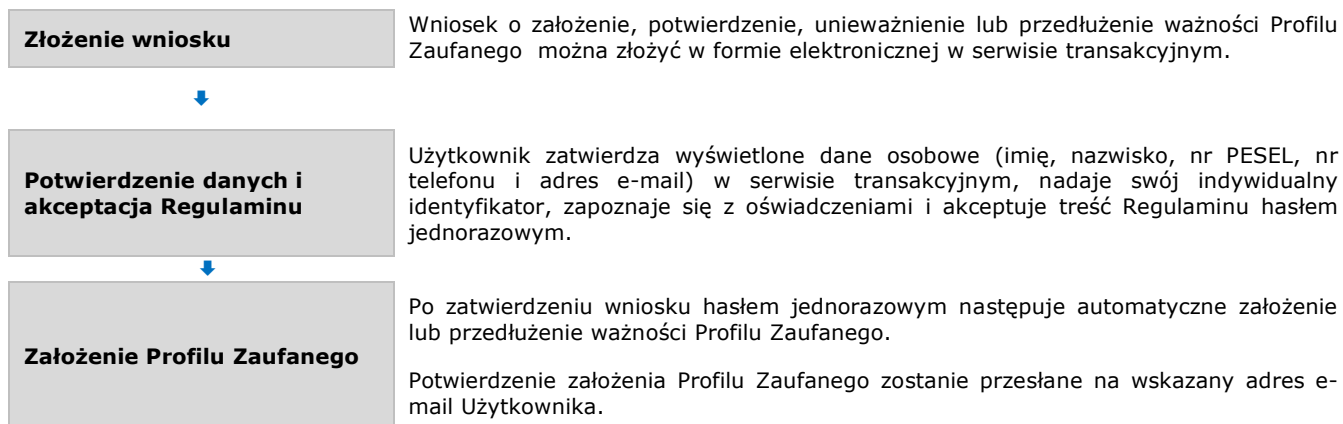 Złożenie wniosku
Wniosek o założenie, potwierdzenie, unieważnienie lub przedłużenie ważności Profilu
Zaufanego można złożyć w formie elektronicznej w serwisie transakcyjnym.
Potwierdzenie danych i
akceptacja Regulaminu
Użytkownik zatwierdza wyświetlone dane osobowe (imię, nazwisko, nr PESEL, nr
telefonu i adres e-mail) w serwisie transakcyjnym, nadaje swój indywidualny
identyfikator, zapoznaje się z oświadczeniami i akceptuje treść Regulaminu hasłem
jednorazowym.
Założenie Profilu Zaufanego
Po zatwierdzeniu wniosku hasłem jednorazowym następuje automatyczne założenie
lub przedłużenie ważności Profilu Zaufanego.
Potwierdzenie założenia Profilu Zaufanego zostanie przesłane na wskazany adres e-
mail Użytkownika.